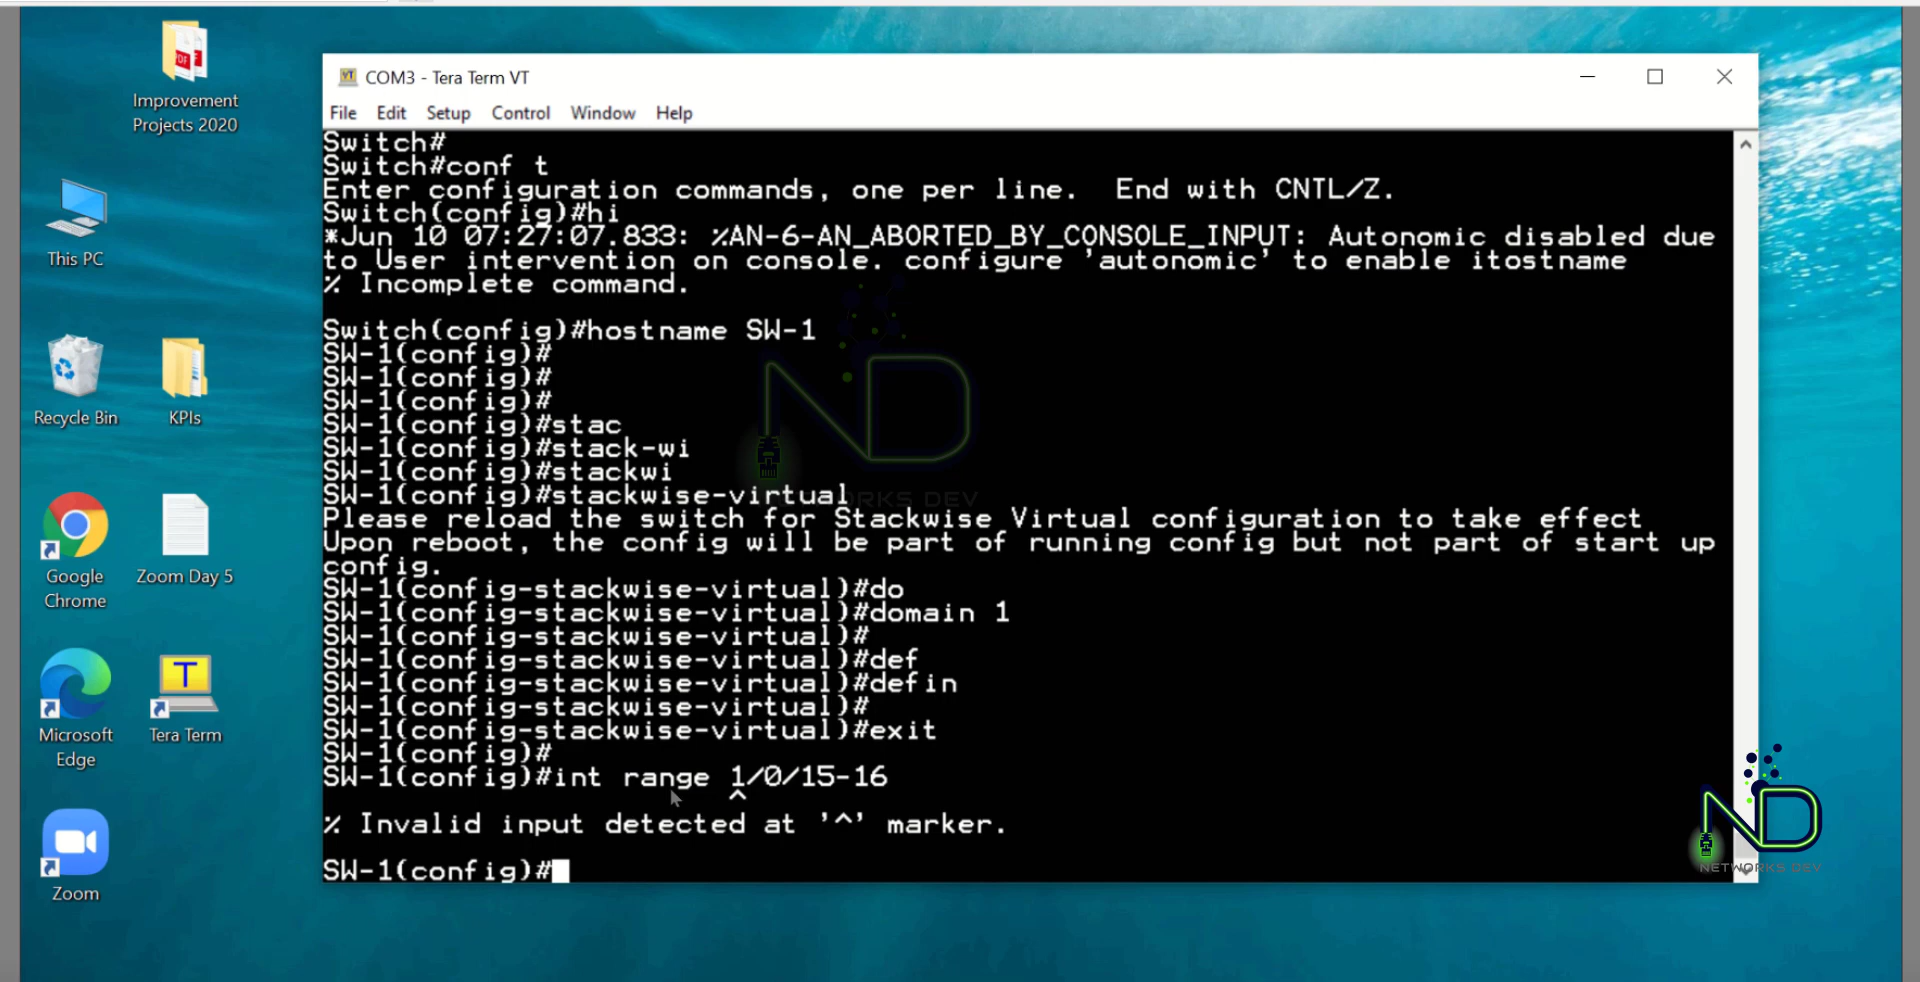 Improvement
Projects 2020
This PC
Recycle Bin
KPIs
Google
Chrome
Zoom Day 5
Microsoft
Edge
Tera Term
Zoom
COM3 - Tera Term VT
File Edit Setup Control Window Help
Switch#
Switch#conf t
Enter configuration commands, one per line.  End with CNTL/Z.
Switch(config)#hi
*Jun 10 07:27:07.833: %AN-6-AN_ABORTED_BY_CONSOLE_INPUT: Autonomic disabled due
to User intervention on console. configure 'autonomic' to enable itostname
% Incomplete command.
Switch(config)#hostname SW-1
SW-1(config)#
SW-1(config)#
SW-1(config)#
SW-1(config)#stac
SW-1(config)#stack-wi
SW-1(config)#stackwi
SW-1(config)#stackwise-virtual
Please reload the switch for Stackwise Virtual configuration to take effect
Upon reboot, the config will be part of running config but not part of start up
config.
SW-1(config-stackwise-virtual)#do
SW-1(config-stackwise-virtual)#domain 1
SW-1(config-stackwise-virtual)#
SW-1(config-stackwise-virtual)#def
SW-1(config-stackwise-virtual)#defin
SW-1(config-stackwise-virtual)#
SW-1(config-stackwise-virtual)#exit
SW-1(config)#
SW-1(config)#int range 1/0/15-16
^
% Invalid input detected at '^' marker.
SW-1(config)#
ND
NETWORKS DEV